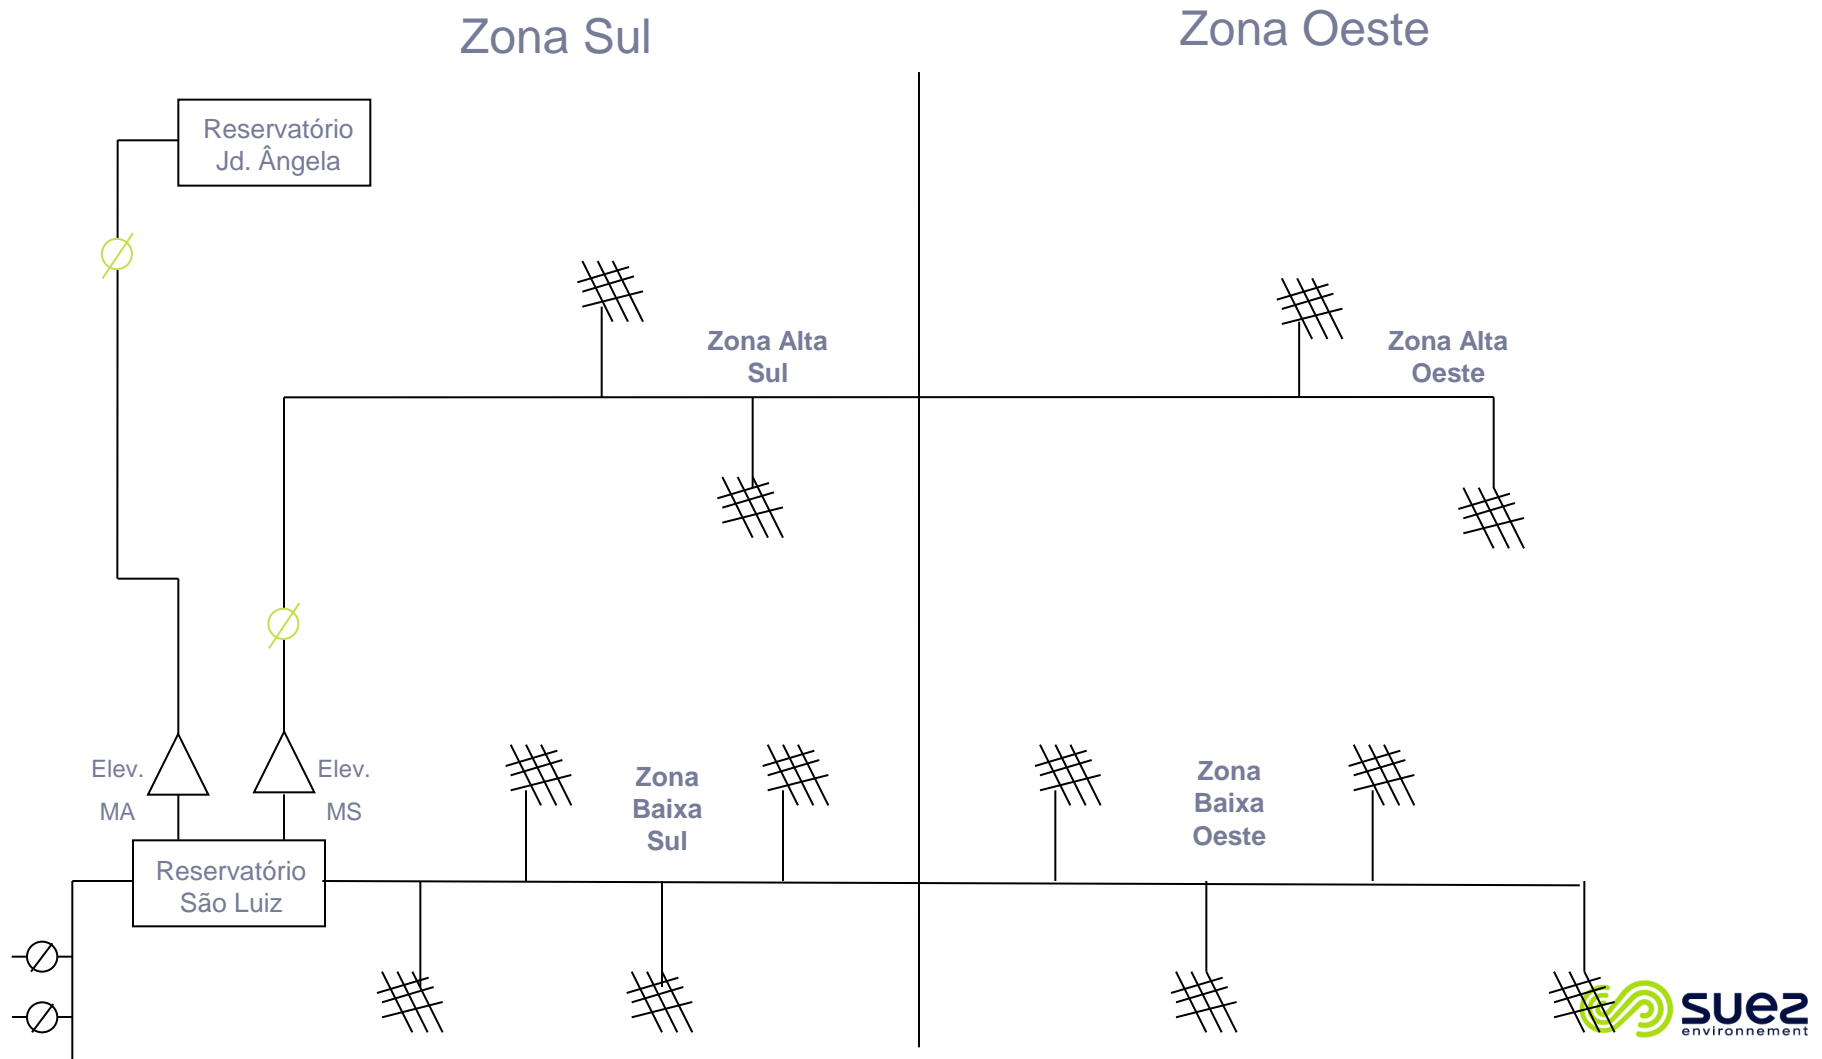 Zona Sul
Zona Oeste
Reservatório
Jd. Ângela
Zona Alta
Sul
Zona Alta
Oeste
Elev.
MA
Elev.
MS
Zona
Baixa
Sul
Zona
Baixa
Oeste
Reservatório
São Luiz
suez
environnement